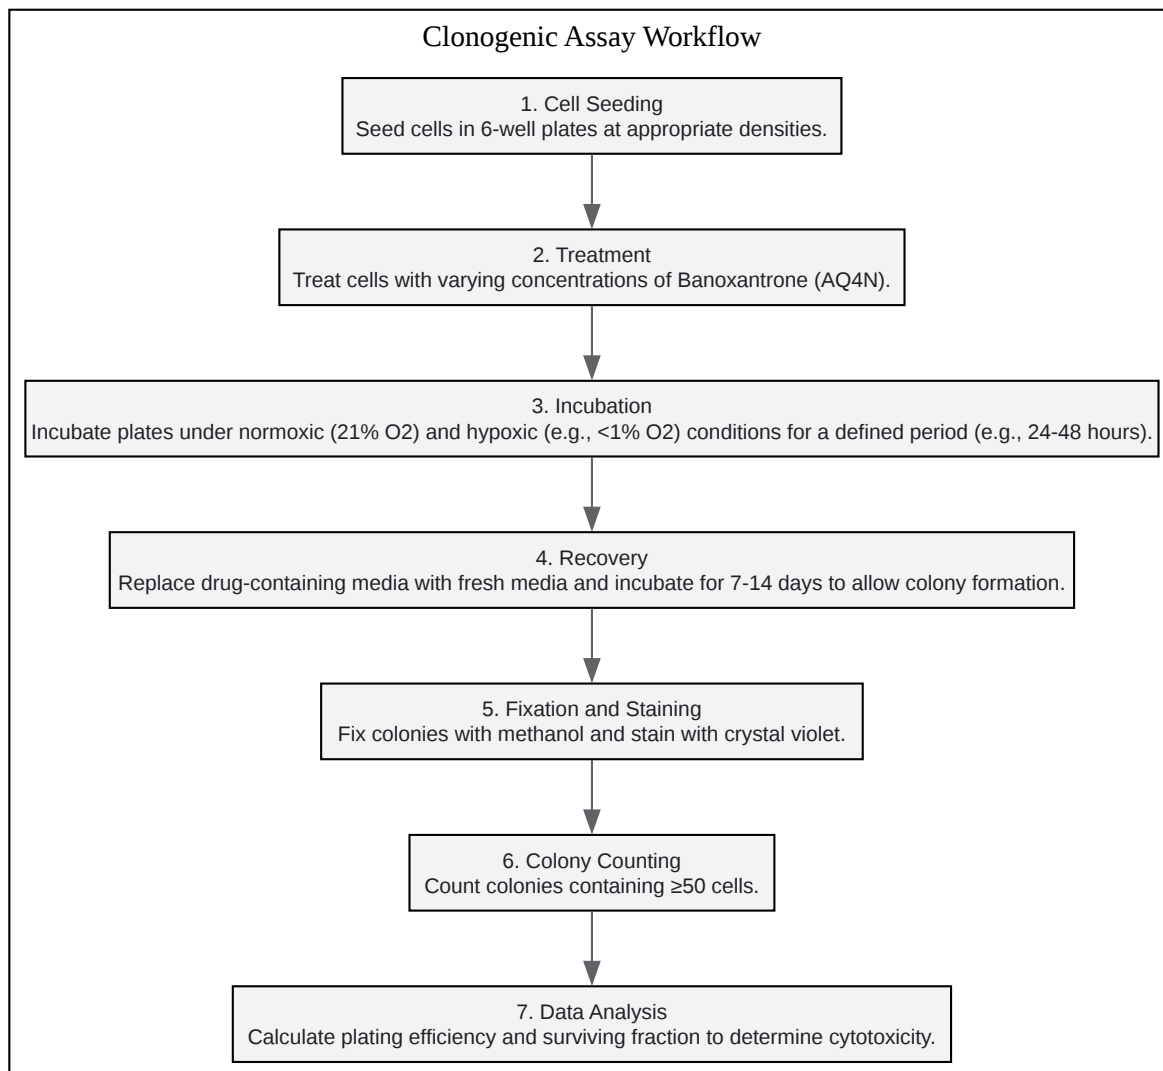 Clonogenic Assay Workflow
1. Cell Seeding
Seed cells in 6-well plates at appropriate densities.
2. Treatment
Treat cells with varying concentrations of Banoxantrone (AQ4N).
3. Incubation
Incubate plates under normoxic (21% O2) and hypoxic (e.g., <1% O2) conditions for a defined period (e.g., 24-48 hours).
4. Recovery
Replace drug-containing media with fresh media and incubate for 7-14 days to allow colony formation.
5. Fixation and Staining
Fix colonies with methanol and stain with crystal violet.
6. Colony Counting
Count colonies containing ≥50 cells.
7. Data Analysis
Calculate plating efficiency and surviving fraction to determine cytotoxicity.